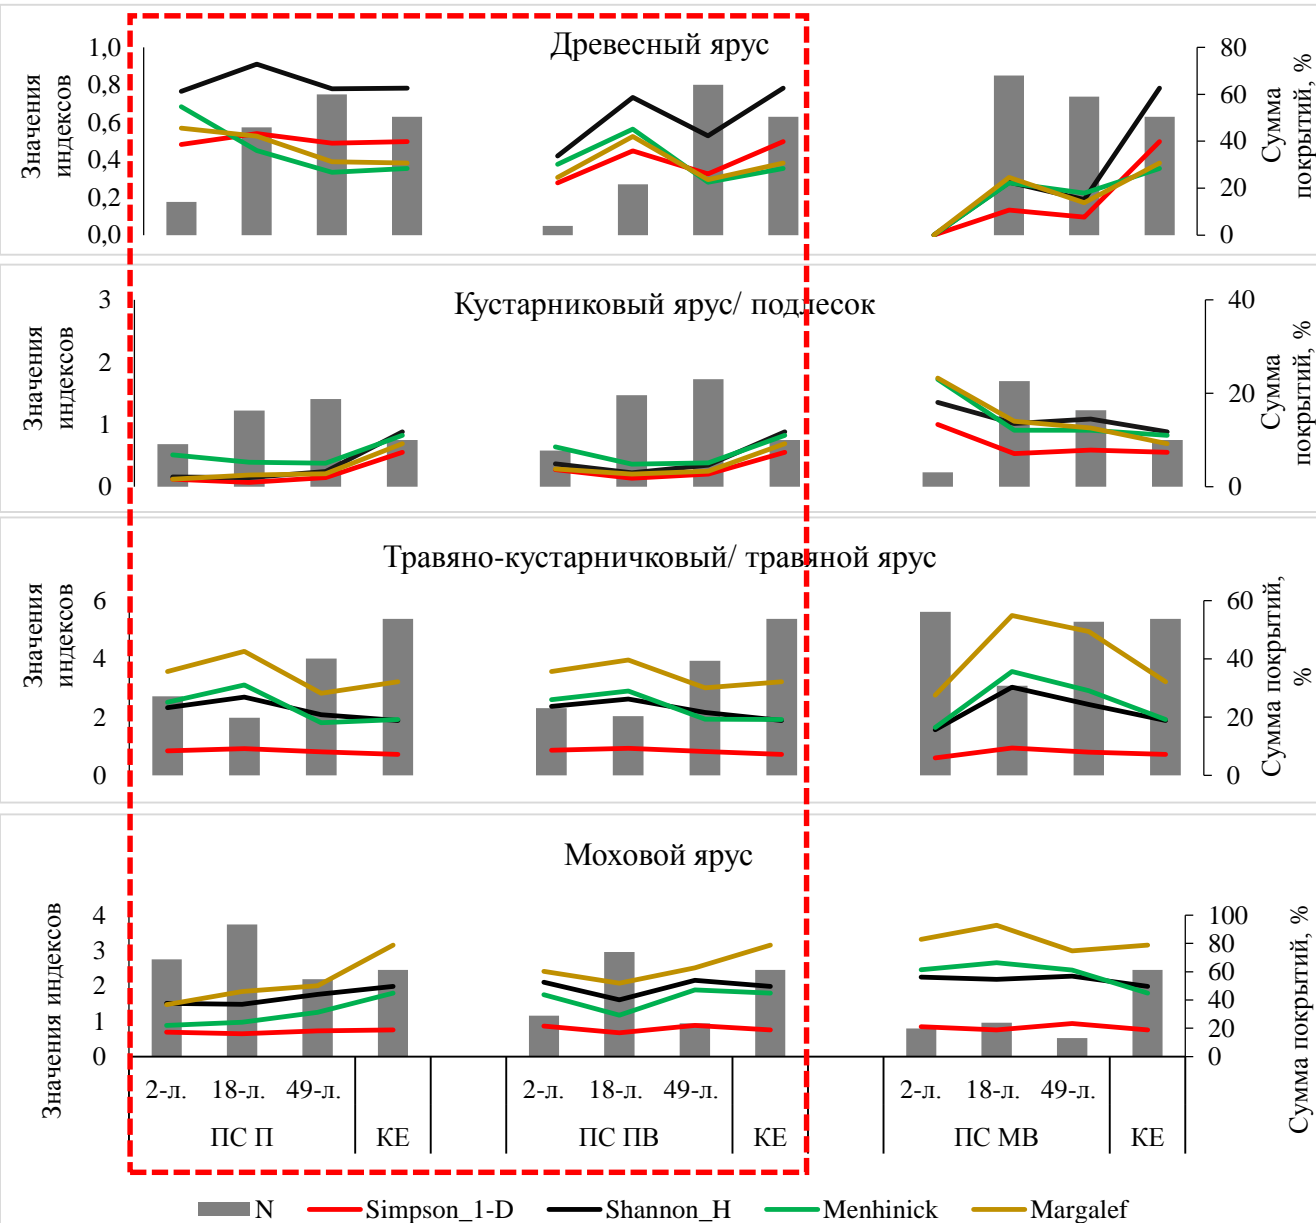 Древесный ярус
Значения индексов
1,0
0,8
0,6
0,4
0,2
0,0
80
60
40
20
0
Сумма покрытий, %
Кустарниковый ярус/ подлесок
Значения индексов
3
2
1
0
40
20
0
Сумма покрытий, %
Травяно-кустарничковый/ травяной ярус
Значения индексов
6
4
2
0
60
40
20
0
Сумма покрытий, %
Моховой ярус
Значения индексов
4
3
2
1
0
100
80
60
40
20
0
Сумма покрытий, %
2-л. 18-л. 49-л. 2-л. 18-л. 49-л. 2-л. 18-л. 49-л.
ПС П КЕ ПС ПВ КЕ ПС МВ КЕ
N Simpson_1-D Shannon_H Menhinick Margalef